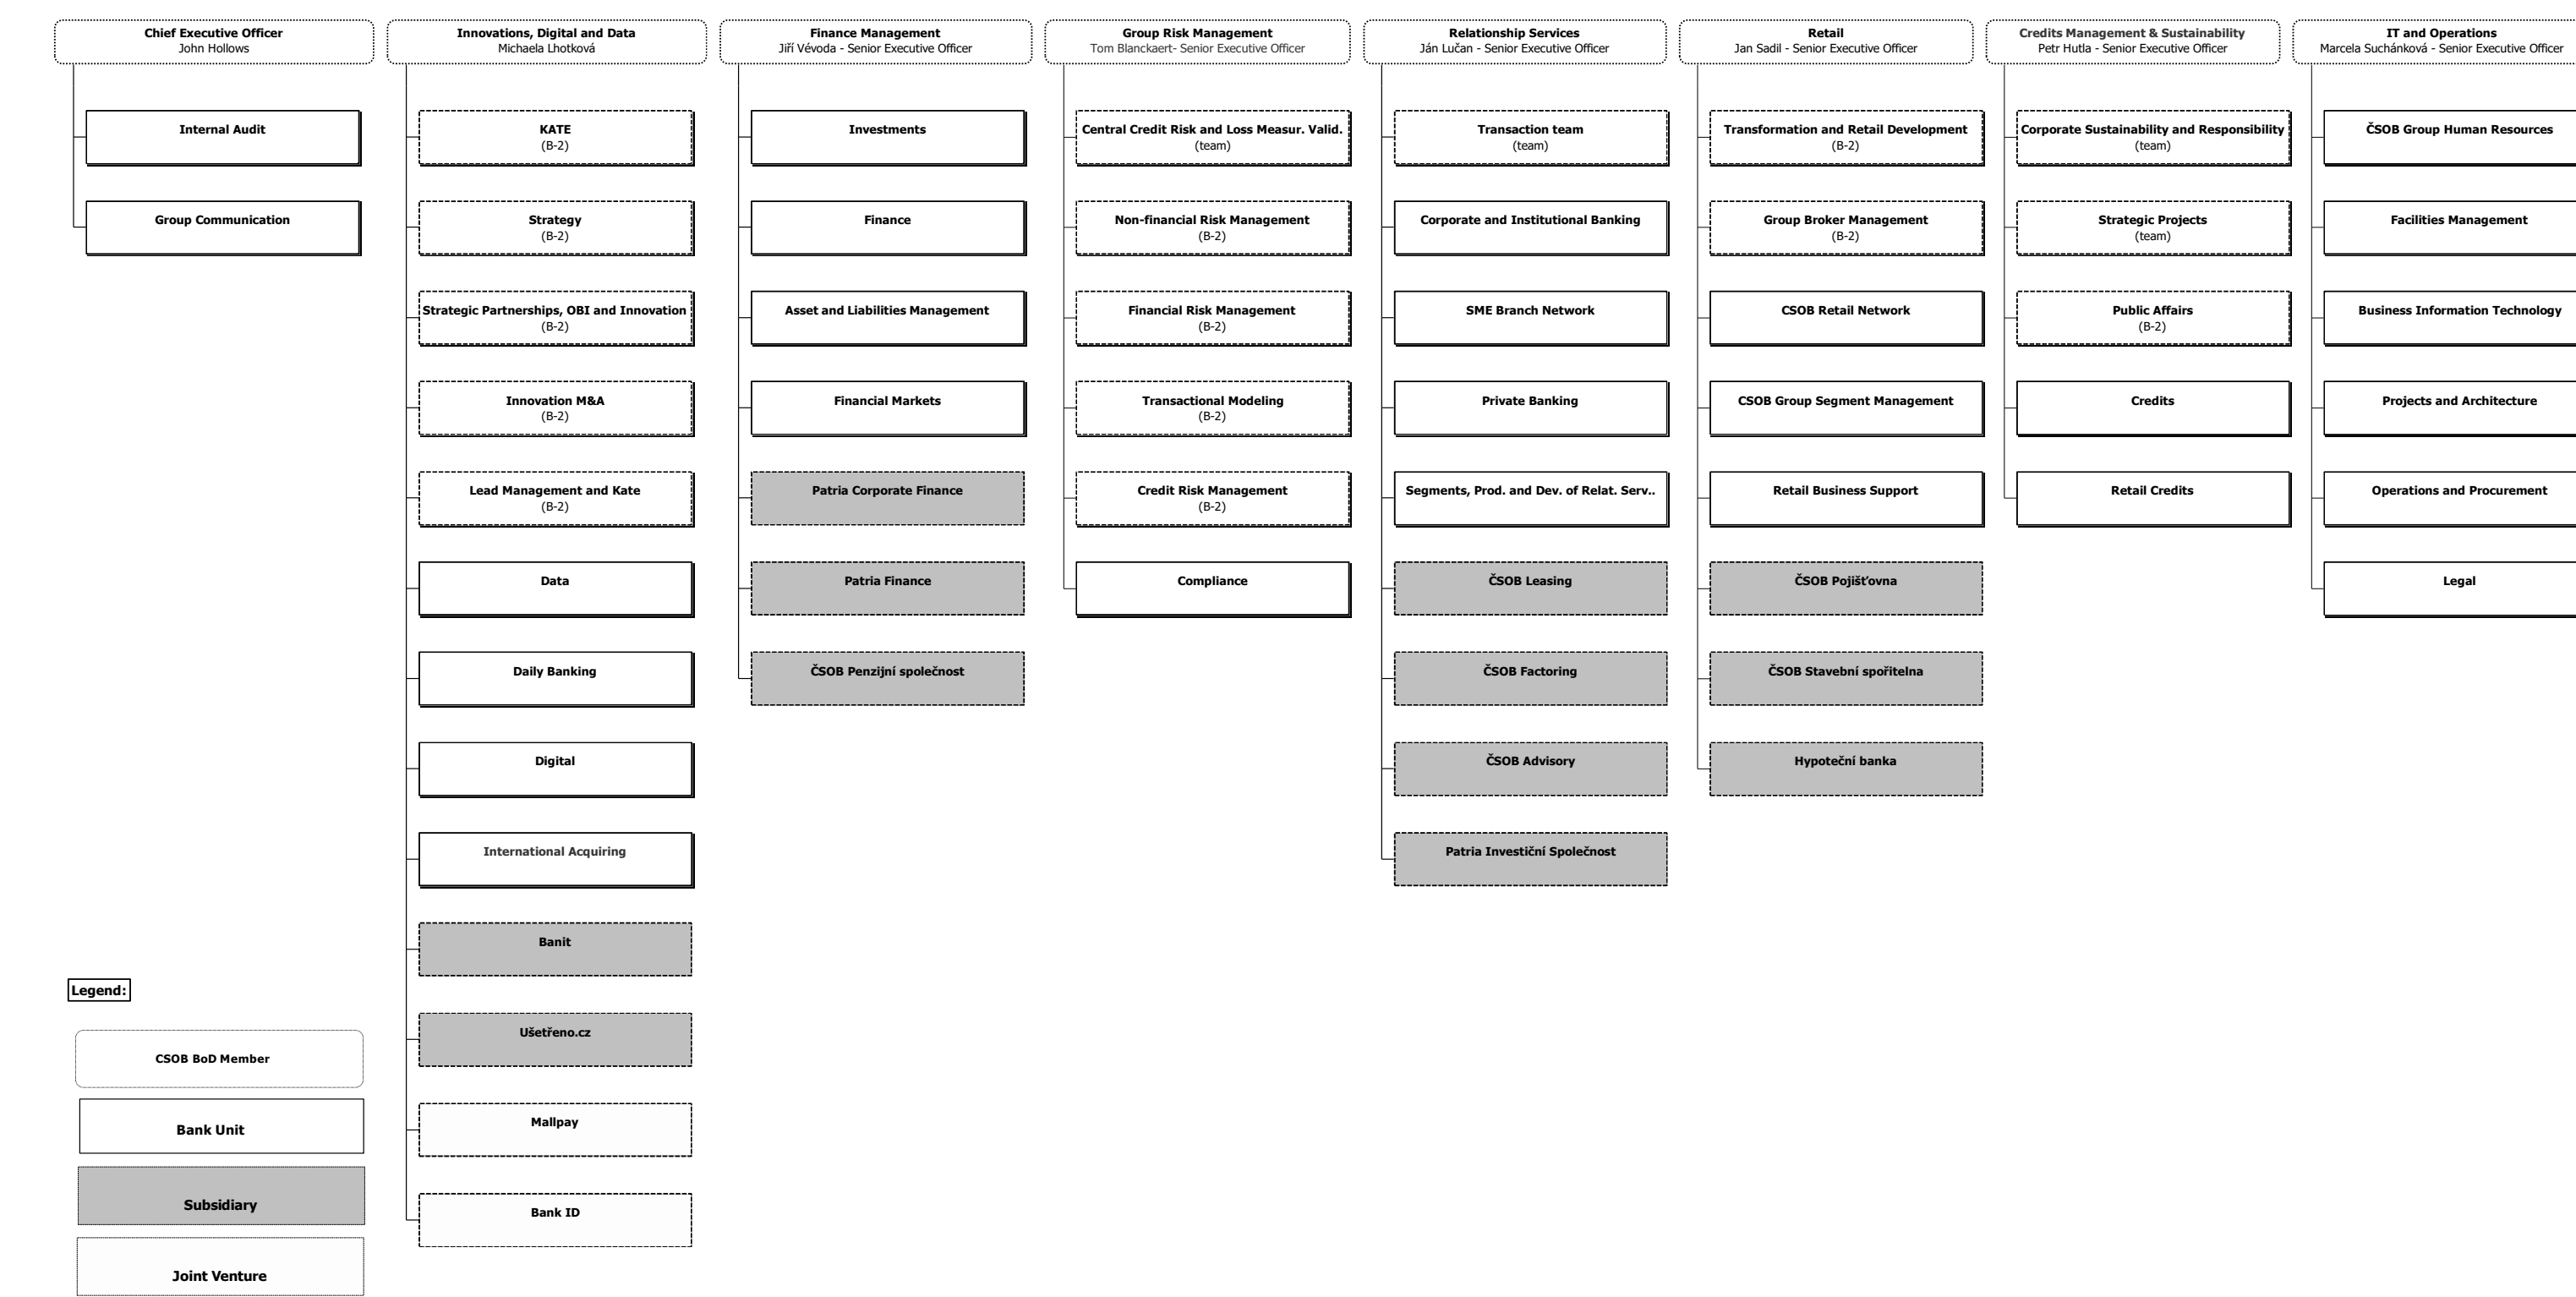 Chief Executive Officer
John Hollows
Internal Audit
Group Communication
Innovations, Digital and Data
Michaela Lhotková
KATE
(B-2)
Strategy
(B-2)
Strategic Partnerships, OBI and Innovation
(B-2)
Innovation M&A
(B-2)
Lead Management and Kate
(B-2)
Data
Daily Banking
Digital
International Acquiring
Banit
Ušetřeno.cz
Mallpay
Bank ID
Finance Management
Jiří Vévoda - Senior Executive Officer
Investments
Finance
Asset and Liabilities Management
Financial Markets
Patria Corporate Finance
Patria Finance
ČSOB Penzijní společnost
Group Risk Management
Tom Blanckaert- Senior Executive Officer
Central Credit Risk and Loss Measur. Valid.
(team)
Non-financial Risk Management
(B-2)
Financial Risk Management
(B-2)
Transactional Modeling
(B-2)
Credit Risk Management
(B-2)
Compliance
Relationship Services
Ján Lučan - Senior Executive Officer
Transaction team
(team)
Corporate and Institutional Banking
SME Branch Network
Private Banking
Segments, Prod. and Dev. of Relat. Serv..
ČSOB Leasing
ČSOB Factoring
ČSOB Advisory
Patria Investiční Společnost
Retail
Jan Sadil - Senior Executive Officer
Transformation and Retail Development
(B-2)
Group Broker Management
(B-2)
CSOB Retail Network
CSOB Group Segment Management
Retail Business Support
ČSOB Pojišťovna
ČSOB Stavební spořitelna
Hypoteční banka
Credits Management & Sustainability
Petr Hutla - Senior Executive Officer
Corporate Sustainability and Responsibility
(team)
Strategic Projects
(team)
Public Affairs
(B-2)
Credits
Retail Credits
IT and Operations
Marcela Suchánková - Senior Executive Officer
ČSOB Group Human Resources
Facilities Management
Business Information Technology
Projects and Architecture
Operations and Procurement
Legal
Legend:
CSOB BoD Member
Bank Unit
Subsidiary
Joint Venture